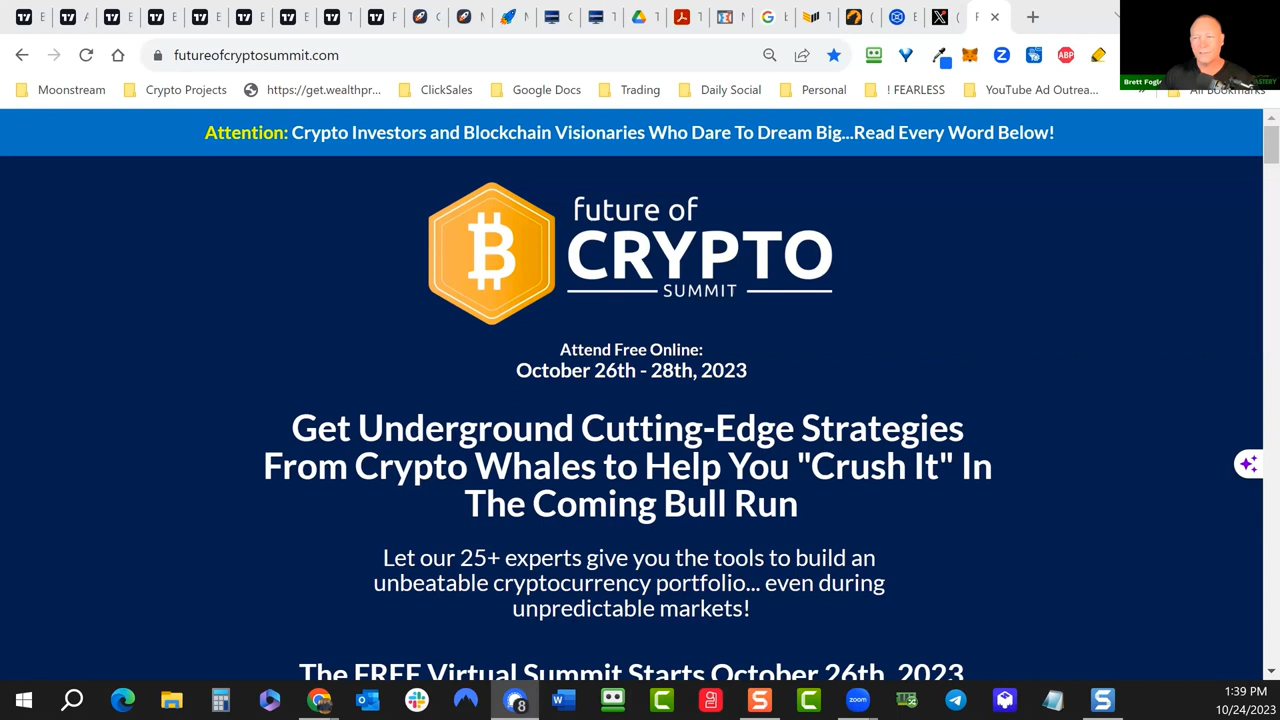 futureofcryptosummit.com
Brett Fogle
Moonstream
Crypto Projects
https://get.wealthpr...
ClickSales
Google Docs
Trading
Daily Social
Personal
! FEARLESS
YouTube Ad Outrea...
All Bookmarks
Attention: Crypto Investors and Blockchain Visionaries Who Dare To Dream Big...Read Every Word Below!
future of
CRYPTO
SUMMIT
Attend Free Online:
October 26th - 28th, 2023
Get Underground Cutting-Edge Strategies
From Crypto Whales to Help You "Crush It" In
The Coming Bull Run
Let our 25+ experts give you the tools to build an
unbeatable cryptocurrency portfolio... even during
unpredictable markets!
The FREE Virtual Summit Starts October 26th, 2023
1:39 PM
10/24/2023